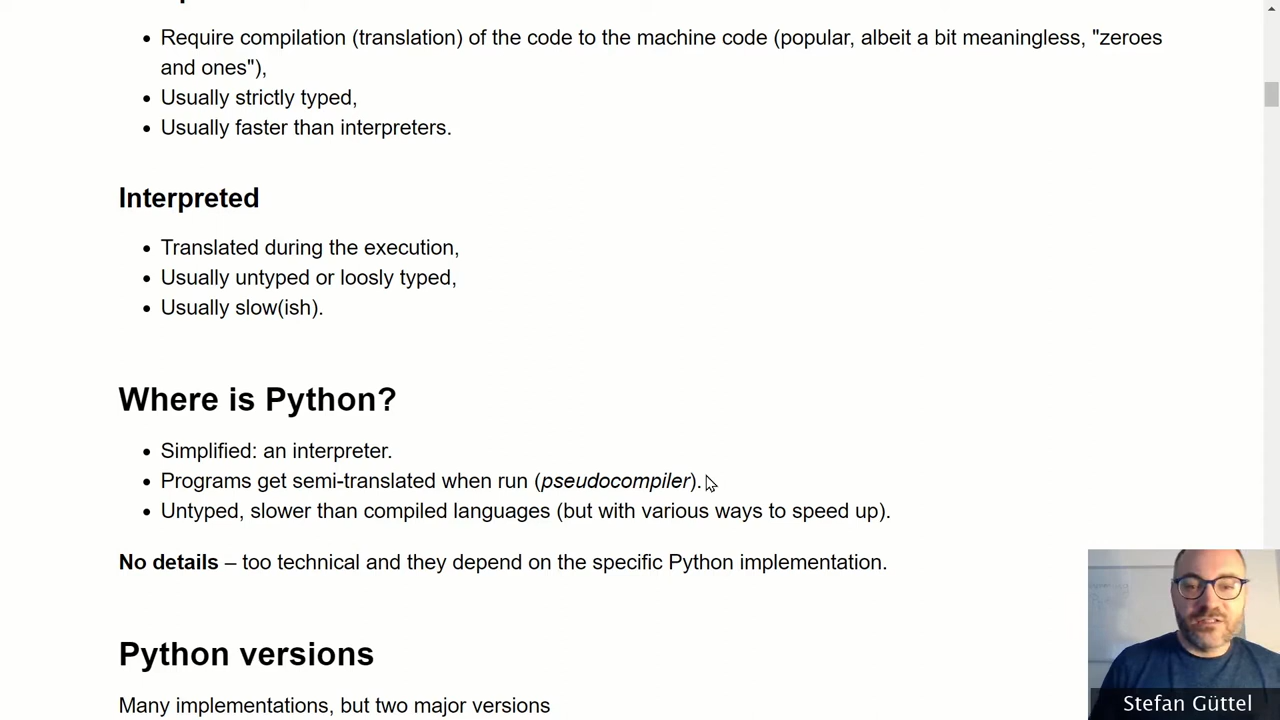 Require compilation (translation) of the code to the machine code (popular, albeit a bit meaningless, "zeroes
and ones"),
Usually strictly typed,
Usually faster than interpreters.
Interpreted
Translated during the execution,
Usually untyped or loosly typed,
Usually slow(ish).
Where is Python?
Simplified: an interpreter.
Programs get semi-translated when run (pseudocompiler).
Untyped, slower than compiled languages (but with various ways to speed up).
No details – too technical and they depend on the specific Python implementation.
Python versions
Many implementations, but two major versions
Stefan Güttel